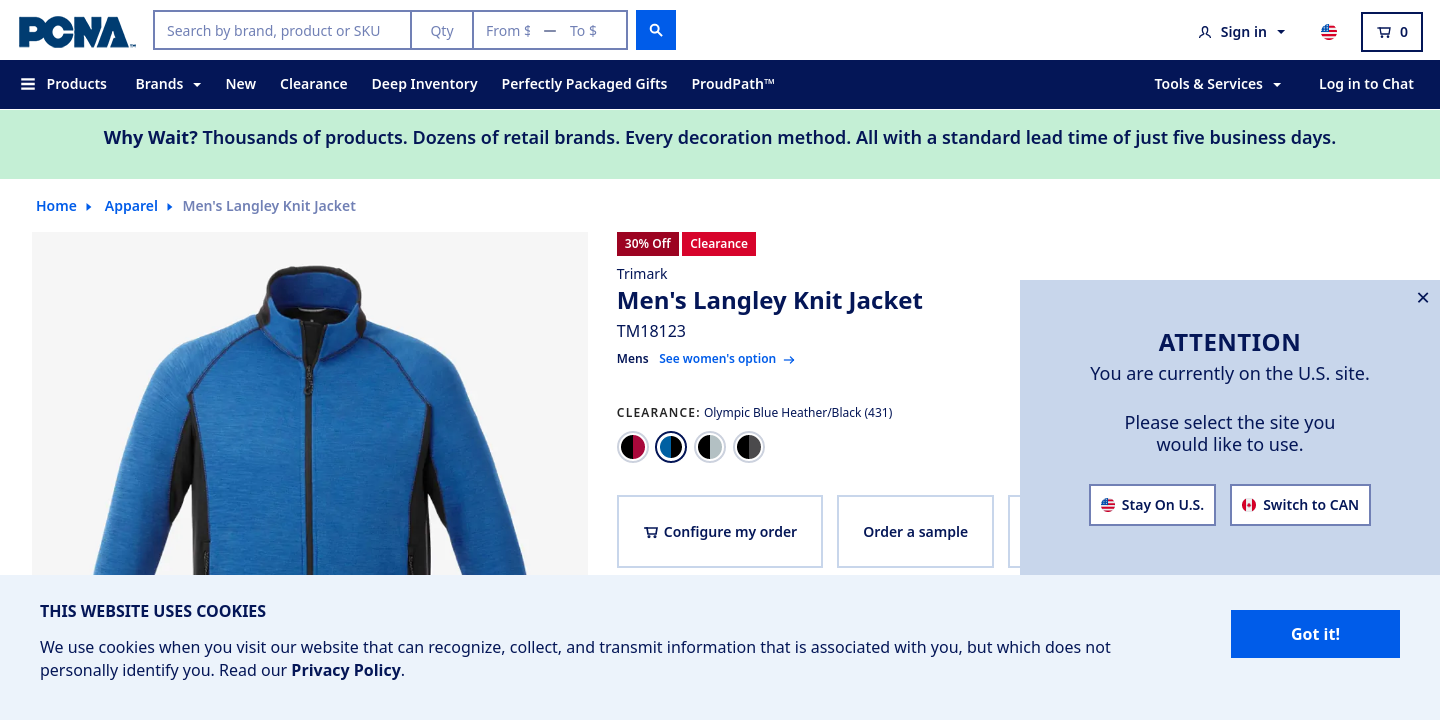 PCNA™
Search by brand, product or SKU
Qty
From $ — To $
Sign in
0
Products
Brands
New
Clearance
Deep Inventory
Perfectly Packaged Gifts
ProudPath™
Tools & Services
Log in to Chat
Why Wait? Thousands of products. Dozens of retail brands. Every decoration method. All with a standard lead time of just five business days.
Home
Apparel
Men's Langley Knit Jacket
30% Off
Clearance
Trimark
Men's Langley Knit Jacket
TM18123
Mens
See women's option
CLEARANCE: Olympic Blue Heather/Black (431)
Configure my order
Order a sample
ATTENTION
You are currently on the U.S. site.
Please select the site you
would like to use.
Stay On U.S.
Switch to CAN
THIS WEBSITE USES COOKIES
We use cookies when you visit our website that can recognize, collect, and transmit information that is associated with you, but which does not
personally identify you. Read our Privacy Policy.
Got it!